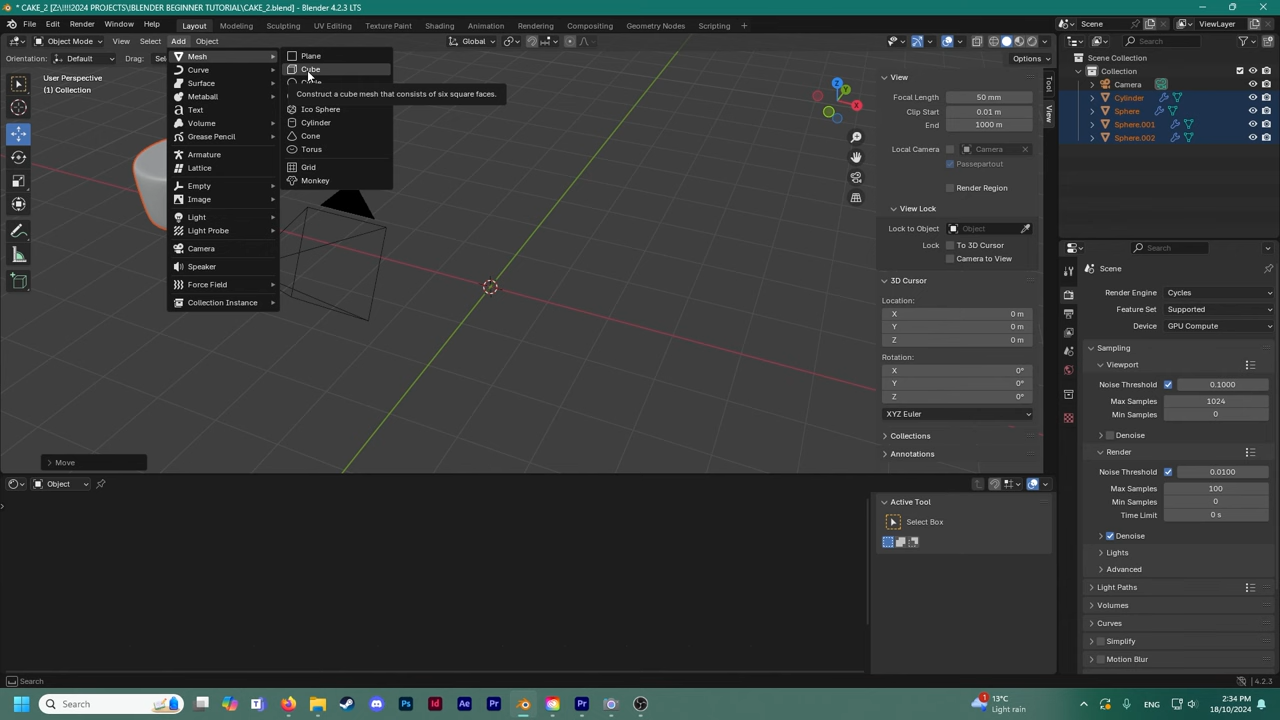 * CAKE_2 [Z:\!!!!2024 PROJECTS\BLENDER BEGINNER TUTORIAL\CAKE_2.blend] - Blender 4.2.3 LTS
File Edit Render Window Help Layout Modeling Sculpting UV Editing Texture Paint Shading Animation Rendering Compositing Geometry Nodes Scripting + Scene ViewLayer
Object Mode View Select Add Object Global Search
Orientation: Default Drag: Options
User Perspective
(1) Collection
Mesh
Curve
Surface
Metaball
Text
Volume
Grease Pencil
Armature
Lattice
Empty
Image
Light
Light Probe
Camera
Speaker
Force Field
Collection Instance
Plane
Cube
Construct a cube mesh that consists of six square faces.
Ico Sphere
Cylinder
Cone
Torus
Grid
Monkey
Z
Y
X
Move
View
Focal Length 50 mm
Clip Start 0.01 m
End 1000 m
Local Camera Camera
Passepartout
Render Region
View Lock
Lock to Object Object
Lock To 3D Cursor
Camera to View
3D Cursor
Location:
X 0 m
Y 0 m
Z 0 m
Rotation:
X 0°
Y 0°
Z 0°
XYZ Euler
Collections
Annotations
Tool
View
Scene Collection
Collection
Camera
Cylinder
Sphere
Sphere.001
Sphere.002
Search
Scene
Render Engine Cycles
Feature Set Supported
Device GPU Compute
Sampling
Viewport
Noise Threshold 0.1000
Max Samples 1024
Min Samples 0
Denoise
Render
Noise Threshold 0.0100
Max Samples 100
Min Samples 0
Time Limit 0 s
Denoise
Lights
Advanced
Light Paths
Volumes
Curves
Simplify
Motion Blur
Object
Active Tool
Select Box
Search 4.2.3
Search Ps Id Ae Pr Pr
1
13°C
Light rain
ENG
2:34 PM
18/10/2024